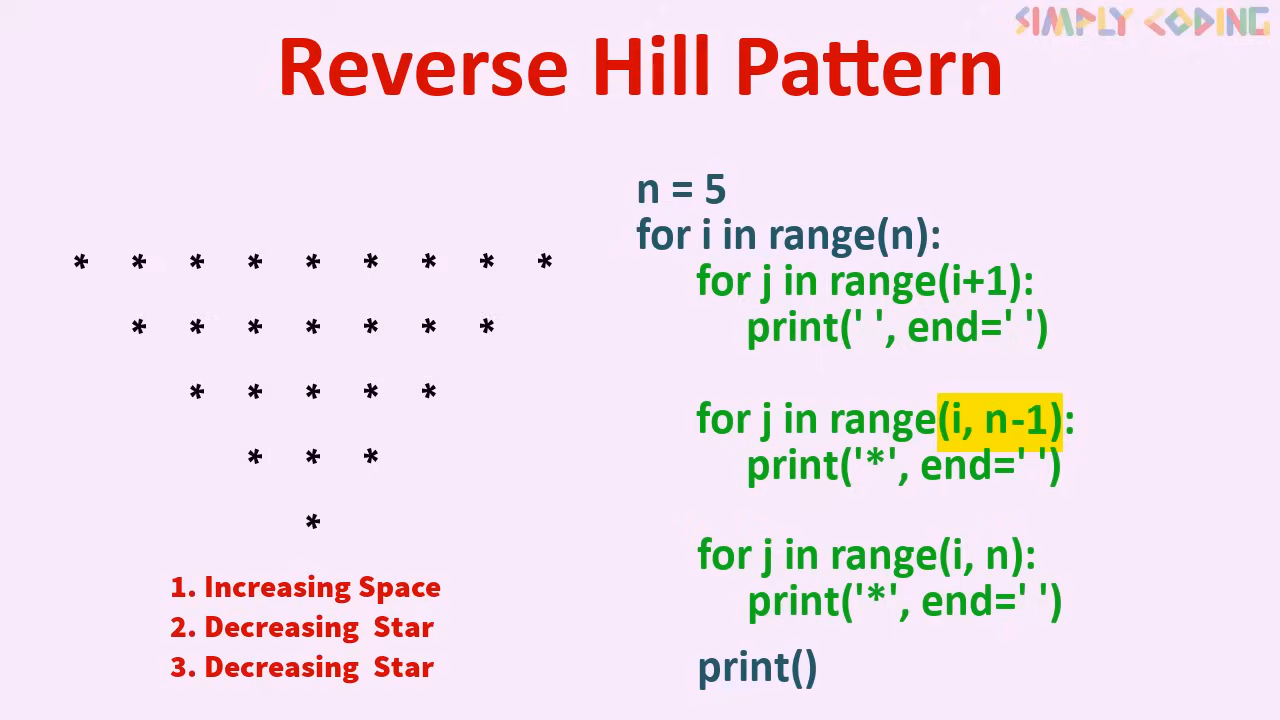 SIMPLY CODING
Reverse Hill Pattern
* * * * * * * * *
* * * * * * *
* * * * *
* * *
*
1. Increasing Space
2. Decreasing Star
3. Decreasing Star
n = 5
for i in range(n):
for j in range(i+1):
print(' ', end=' ')
for j in range(i, n-1):
print('*', end=' ')
for j in range(i, n):
print('*', end=' ')
print()